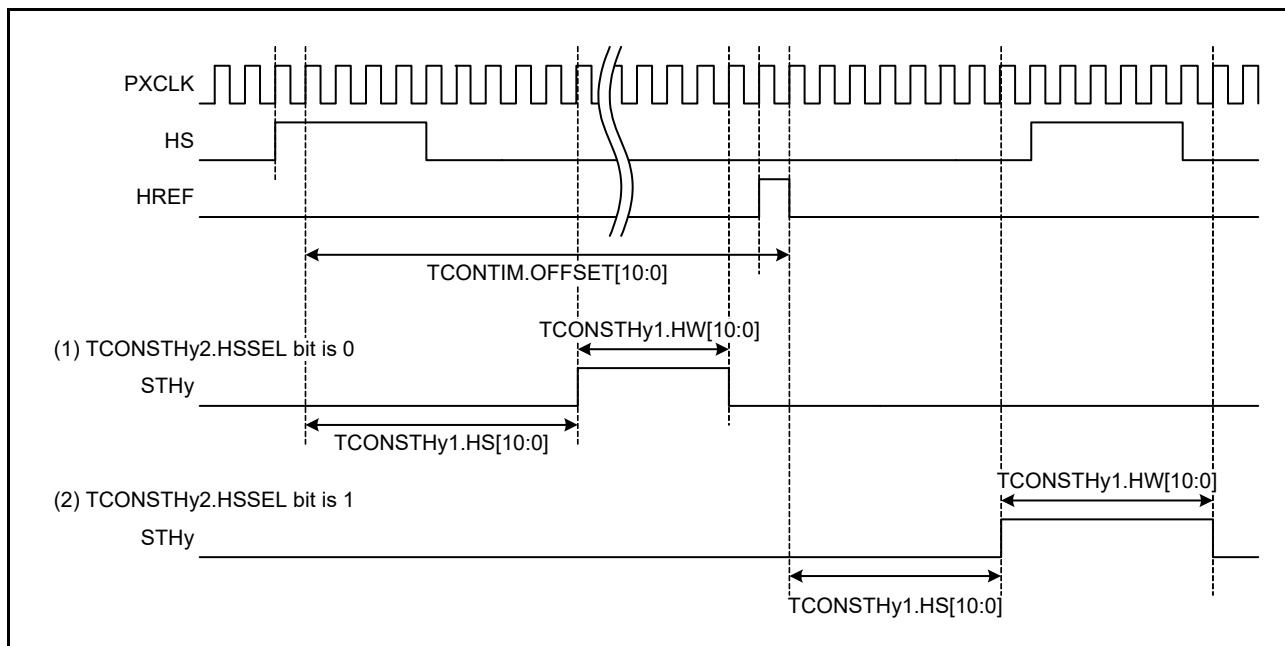 PXCLK
HS
HREF
TCONTIM.OFFSET[10:0]
TCONSTHy1.HW[10:0]
(1) TCONSTHy2.HSSEL bit is 0
STHy
TCONSTHy1.HS[10:0]
TCONSTHy1.HW[10:0]
(2) TCONSTHy2.HSSEL bit is 1
STHy
TCONSTHy1.HS[10:0]